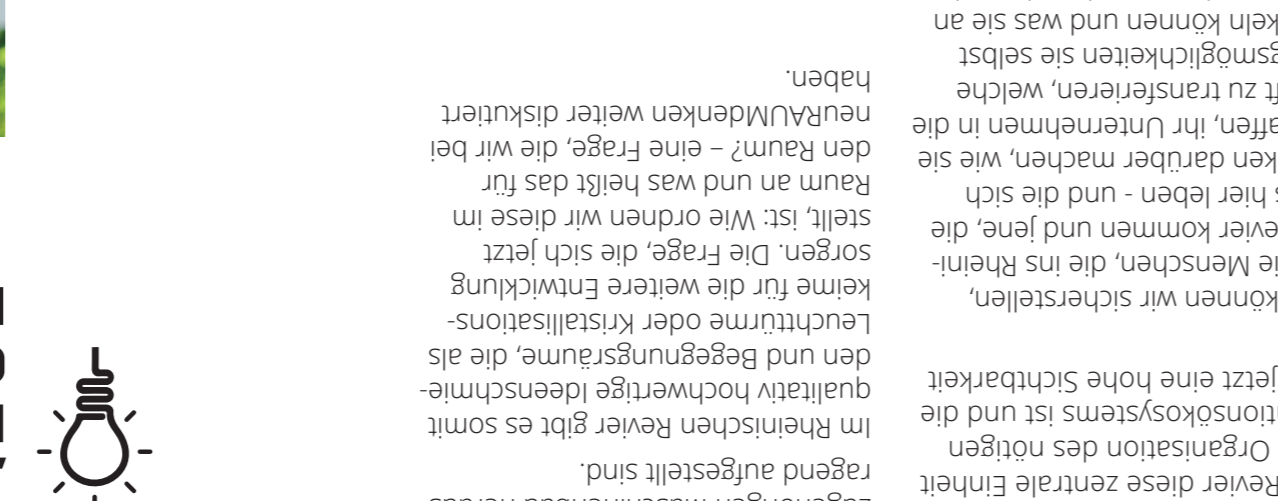 Revier diese zentrale Einheit
Organisation des nötigen
itionsökosystems ist und die
jetzt eine hohe Sichtbarkeit
können wir sicherstellen,
ie Menschen, die ins Rheini-
evier kommen und jene, die
s hier leben - und die sich
ken darüber machen, wie sie
affen, ihr Unternehmen in die
ft zu transferieren, welche
gsmöglichkeiten sie selbst
keln können und was sie an
ragend aufgestellt sind.
Im Rheinischen Revier gibt es somit
qualitativ hochwertige Ideenschmie-
den und Begegnungsräume, die als
Leuchttürme oder Kristallisations-
keime für die weitere Entwicklung
sorgen. Die Frage, die sich jetzt
stellt, ist: Wie ordnen wir diese im
Raum an und was heißt das für
den Raum? – eine Frage, die wir bei
neuRAUMdenken weiter diskutiert
haben.